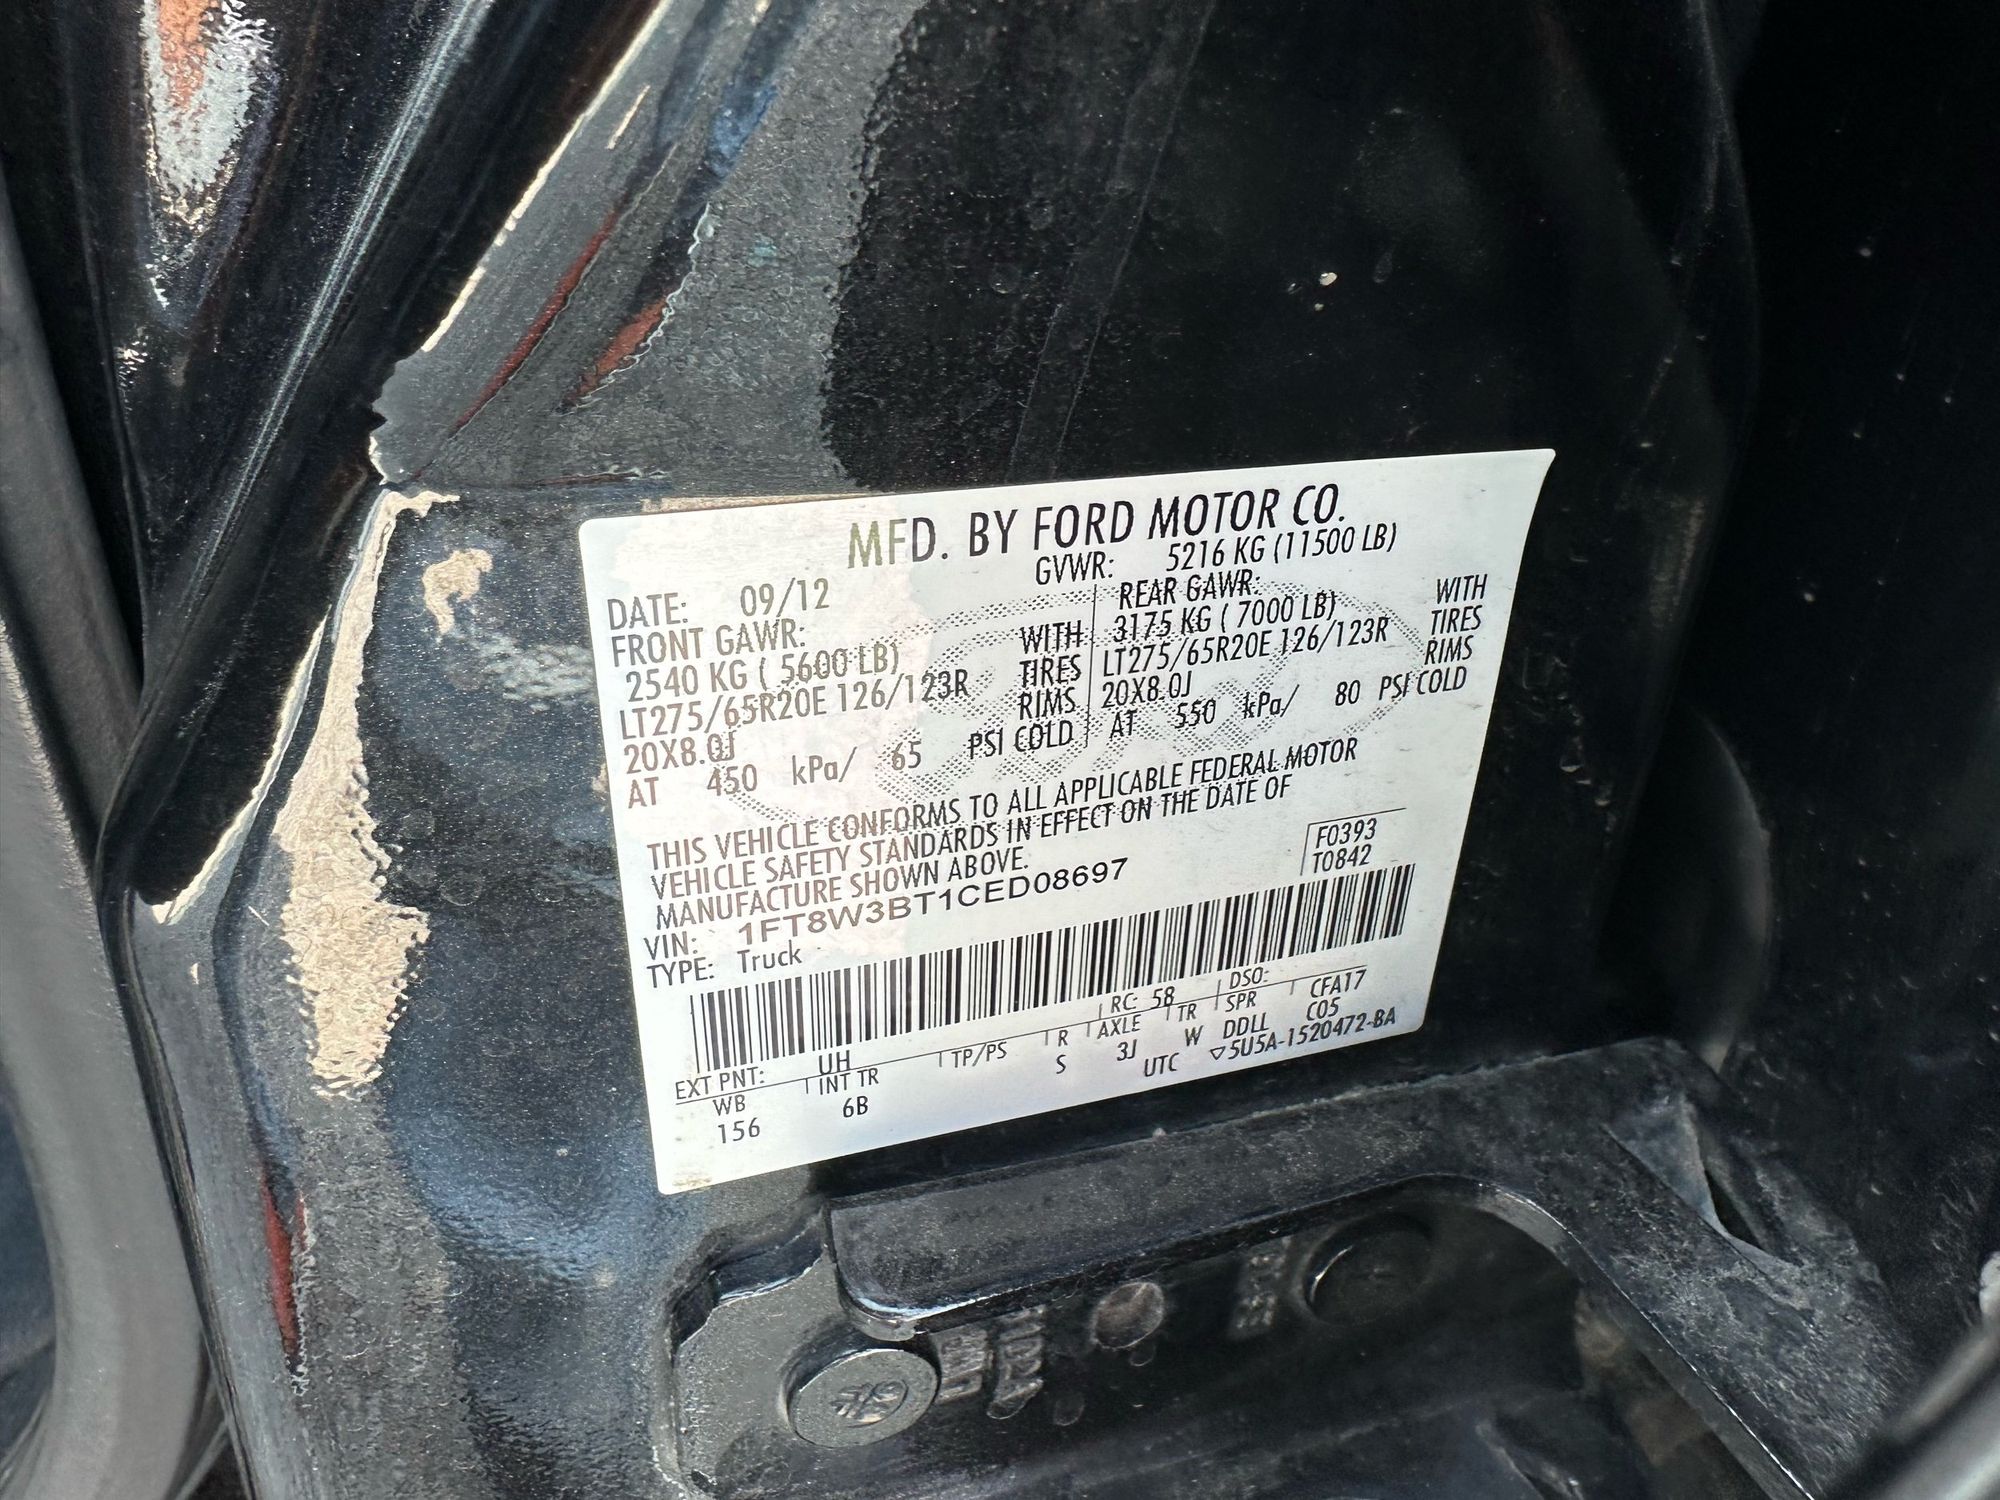 MFD. BY FORD MOTOR CO.
DATE: 09/12 GVWR: 5216 KG (11500 LB)
FRONT GAWR: REAR GAWR:
2540 KG ( 5600 LB) WITH 3175 KG ( 7000 LB) WITH
LT275/65R20E 126/123R TIRES LT275/65R20E 126/123R TIRES
20X8.0J RIMS 20X8.0J RIMS
AT 450 kPa/ 65 PSI COLD AT 550 kPa/ 80 PSI COLD
THIS VEHICLE CONFORMS TO ALL APPLICABLE FEDERAL MOTOR
VEHICLE SAFETY STANDARDS IN EFFECT ON THE DATE OF
MANUFACTURE SHOWN ABOVE.
F0393
T0842
VIN: 1FT8W3BT1CED08697
TYPE: Truck
EXT PNT: UH RC: 58 DSO:
WB INT TR TP/PS R AXLE TR SPR CFA17
156 6B S 3J W DDLL C05
UTC ▽5U5A-1520472-BA